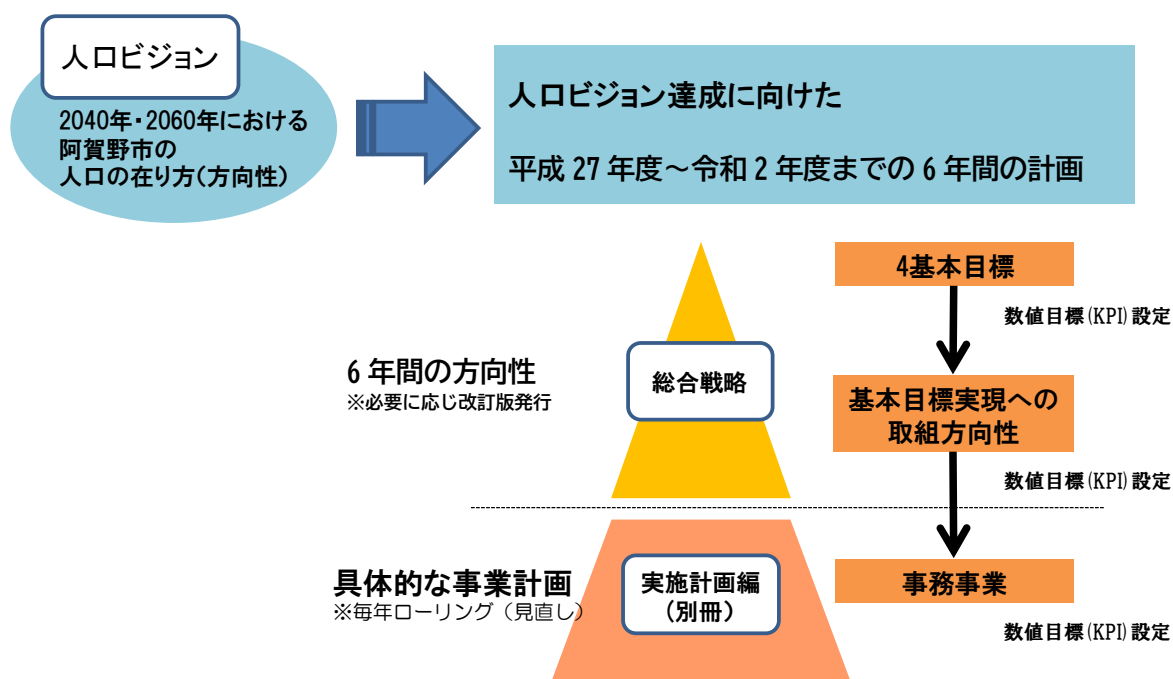 人口ビジョン
2040年・2060年における
阿賀野市の
人口の在り方(方向性)
人口ビジョン達成に向けた
平成 27 年度～令和 2 年度までの 6 年間の計画
4基本目標
数値目標(KPI)設定
6 年間の方向性
※必要に応じ改訂版発行
総合戦略
基本目標実現への
取組方向性
数値目標(KPI)設定
具体的な事業計画
※毎年ローリング（見直し）
実施計画編
（別冊）
事務事業
数値目標(KPI)設定